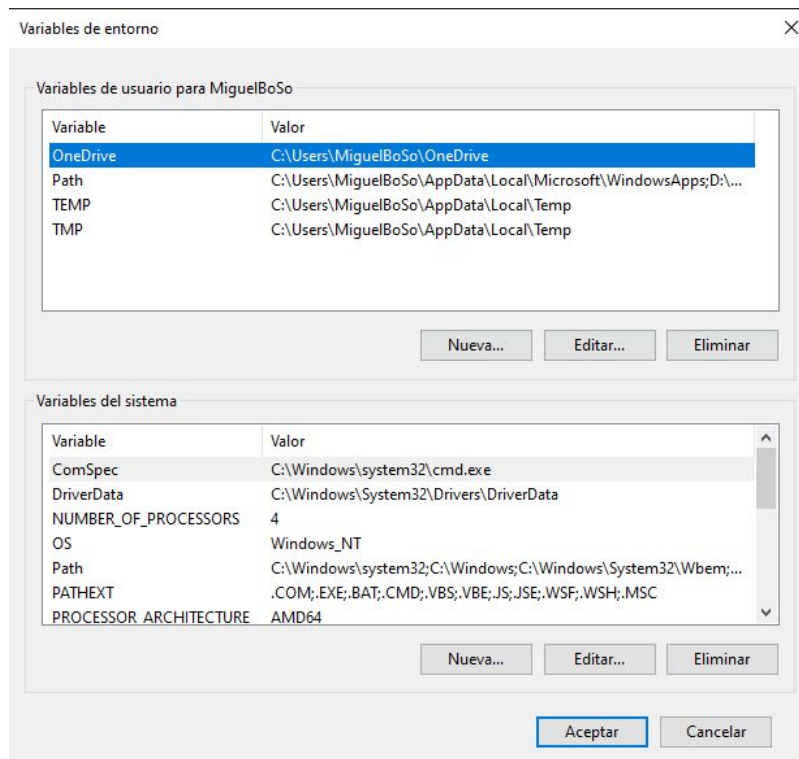 Variables de entorno
Variables de usuario para MiguelBoSo
Variable Valor
OneDrive C:\Users\MiguelBoSo\OneDrive
Path C:\Users\MiguelBoSo\AppData\Local\Microsoft\WindowsApps;D:\...
TEMP C:\Users\MiguelBoSo\AppData\Local\Temp
TMP C:\Users\MiguelBoSo\AppData\Local\Temp
Nueva... Editar... Eliminar
Variables del sistema
Variable Valor
ComSpec C:\Windows\system32\cmd.exe
DriverData C:\Windows\System32\Drivers\DriverData
NUMBER_OF_PROCESSORS 4
OS Windows_NT
Path C:\Windows\system32;C:\Windows;C:\Windows\System32\Wbem;...
PATHEXT .COM;.EXE;.BAT;.CMD;.VBS;.VBE;.JS;.JSE;.WSF;.WSH;.MSC
PROCESSOR_ARCHITECTURE AMD64
Nueva... Editar... Eliminar
Aceptar Cancelar